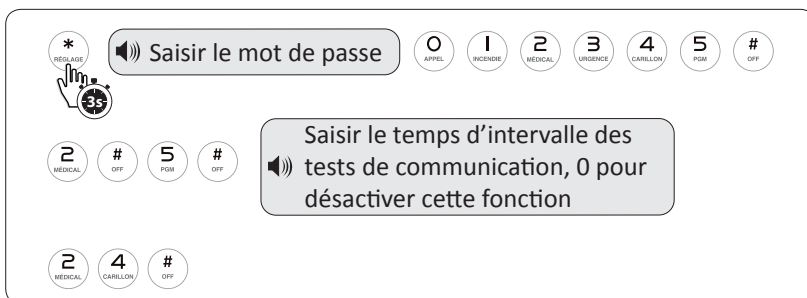 *
RÉGLAGE
3s
Saisir le mot de passe
0
APPEL
1
INCENDIE
2
MÉDICAL
3
URGENCE
4
CARILLON
5
PGM
#
OFF
2
MÉDICAL
#
OFF
5
PGM
#
OFF
Saisir le temps d’intervalle des
tests de communication, 0 pour
désactiver cette fonction
2
MÉDICAL
4
CARILLON
#
OFF